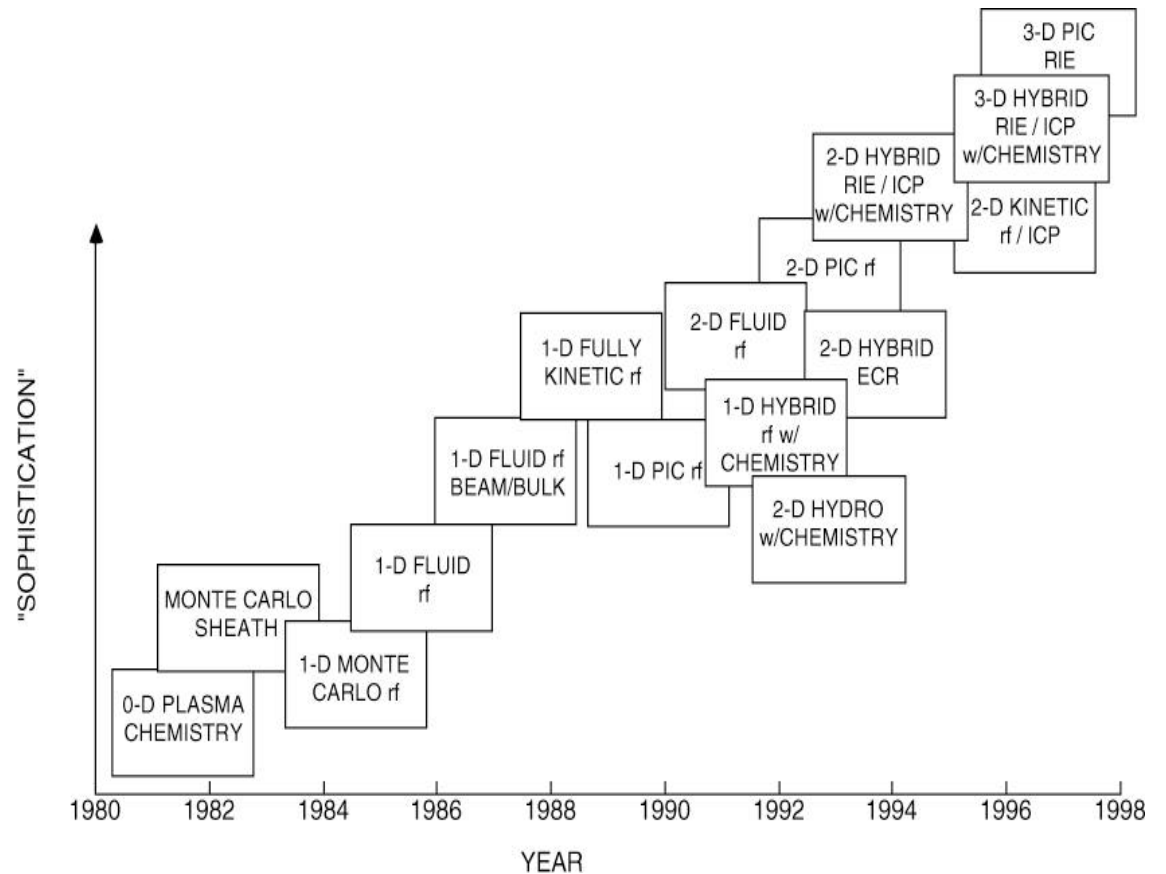 3-D PIC
RIE
3-D HYBRID
RIE / ICP
w/CHEMISTRY
2-D HYBRID
RIE / ICP
w/CHEMISTRY
2-D KINETIC
rf / ICP
2-D PIC rf
2-D FLUID
rf
2-D HYBRID
ECR
1-D FULLY
KINETIC rf
1-D HYBRID
rf w/
CHEMISTRY
1-D FLUID rf
BEAM/BULK
1-D PIC rf
2-D HYDRO
w/CHEMISTRY
1-D FLUID
rf
MONTE CARLO
SHEATH
1-D MONTE
CARLO rf
0-D PLASMA
CHEMISTRY
"SOPHISTICATION"
1980 1982 1984 1986 1988 1990 1992 1994 1996 1998
YEAR